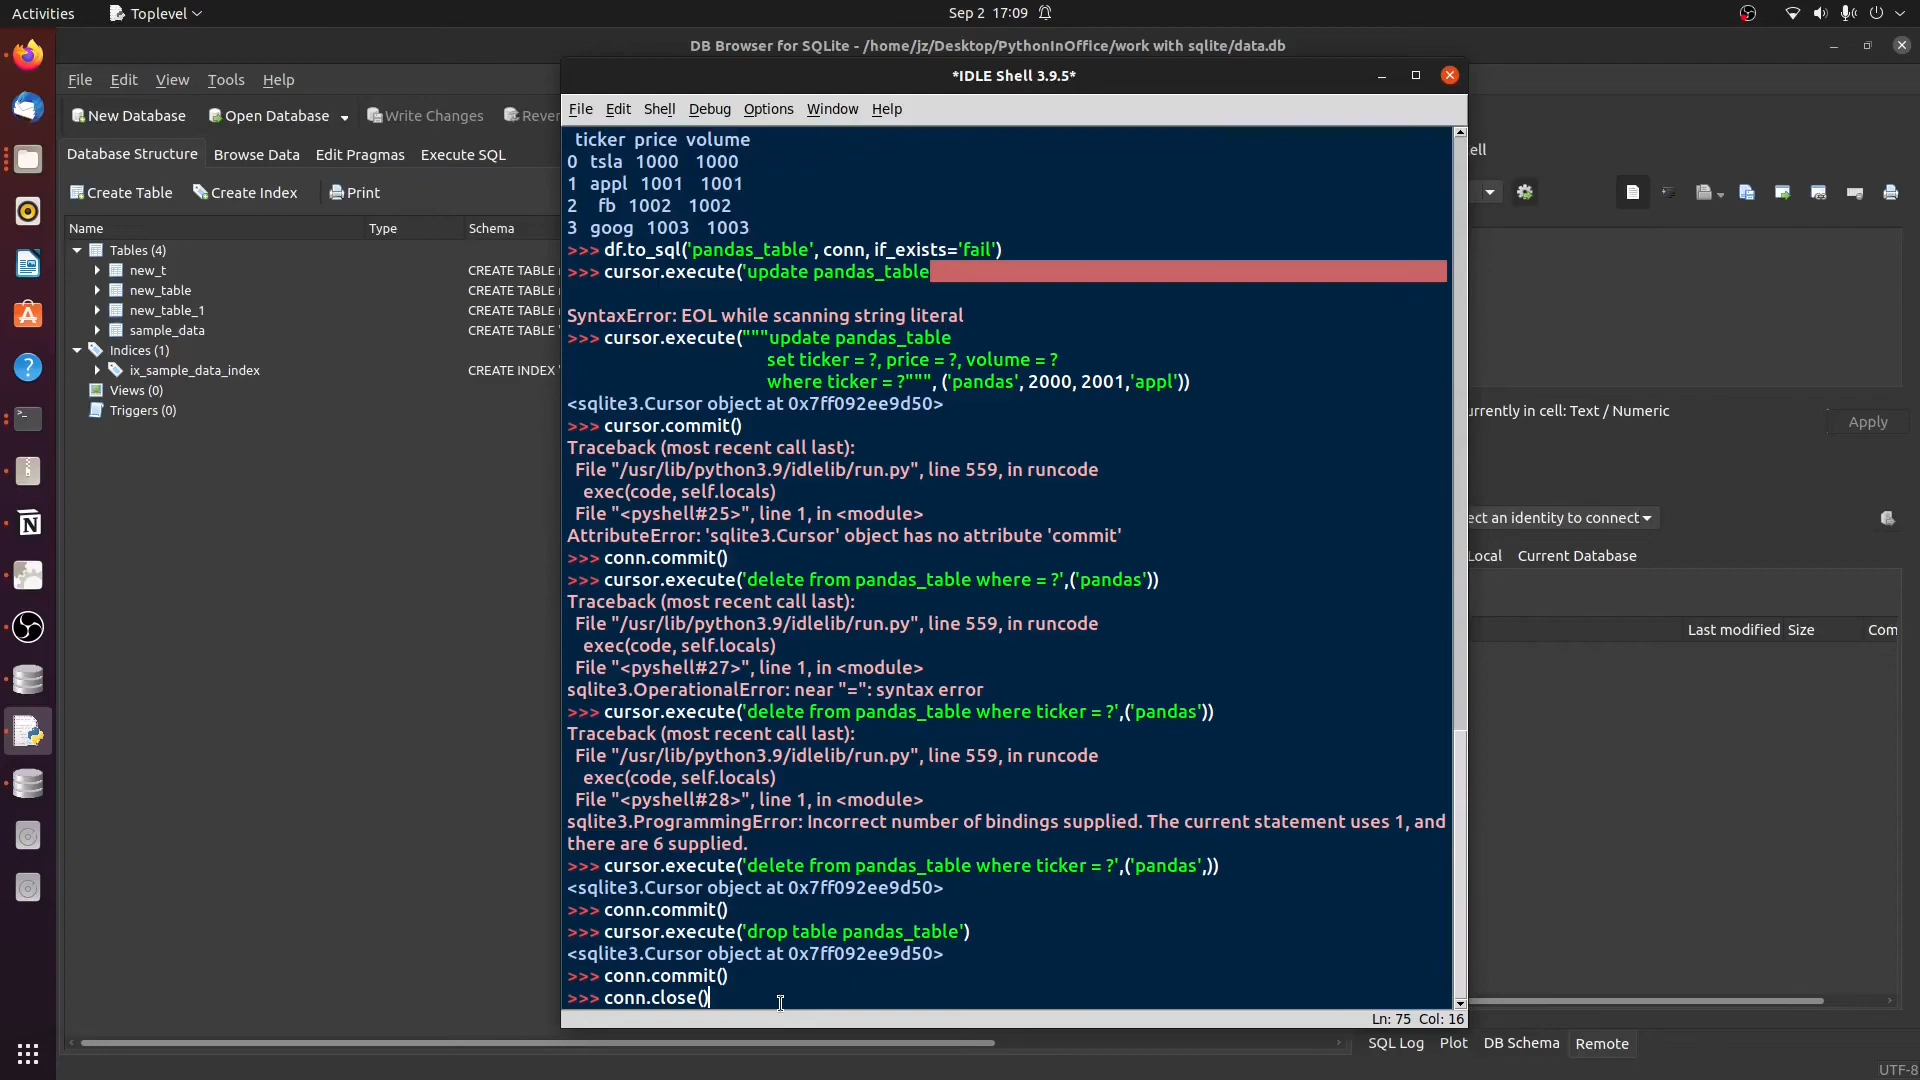 Activities
Toplevel
Sep 2 17:09
DB Browser for SQLite - /home/jz/Desktop/PythonInOffice/work with sqlite/data.db
File Edit View Tools Help
New Database Open Database Write Changes Rever
Database Structure Browse Data Edit Pragmas Execute SQL
Create Table Create Index Print
Name Type Schema
Tables (4)
new_t CREATE TABLE
new_table CREATE TABLE
new_table_1 CREATE TABLE
sample_data CREATE TABLE
Indices (1)
ix_sample_data_index CREATE INDEX
Views (0)
Triggers (0)
*IDLE Shell 3.9.5*
File Edit Shell Debug Options Window Help
ticker price volume
0 tsla 1000 1000
1 appl 1001 1001
2 fb 1002 1002
3 goog 1003 1003
>>> df.to_sql('pandas_table', conn, if_exists='fail')
>>> cursor.execute('update pandas_table
SyntaxError: EOL while scanning string literal
>>> cursor.execute("""update pandas_table
set ticker = ?, price = ?, volume = ?
where ticker = ?""", ('pandas', 2000, 2001,'appl'))
<sqlite3.Cursor object at 0x7ff092ee9d50>
>>> cursor.commit()
Traceback (most recent call last):
File "/usr/lib/python3.9/idlelib/run.py", line 559, in runcode
exec(code, self.locals)
File "<pyshell#25>", line 1, in <module>
AttributeError: 'sqlite3.Cursor' object has no attribute 'commit'
>>> conn.commit()
>>> cursor.execute('delete from pandas_table where = ?',('pandas'))
Traceback (most recent call last):
File "/usr/lib/python3.9/idlelib/run.py", line 559, in runcode
exec(code, self.locals)
File "<pyshell#27>", line 1, in <module>
sqlite3.OperationalError: near "=": syntax error
>>> cursor.execute('delete from pandas_table where ticker = ?',('pandas'))
Traceback (most recent call last):
File "/usr/lib/python3.9/idlelib/run.py", line 559, in runcode
exec(code, self.locals)
File "<pyshell#28>", line 1, in <module>
sqlite3.ProgrammingError: Incorrect number of bindings supplied. The current statement uses 1, and
there are 6 supplied.
>>> cursor.execute('delete from pandas_table where ticker = ?',('pandas',))
<sqlite3.Cursor object at 0x7ff092ee9d50>
>>> conn.commit()
>>> cursor.execute('drop table pandas_table')
<sqlite3.Cursor object at 0x7ff092ee9d50>
>>> conn.commit()
>>> conn.close()
Ln: 75 Col: 16
ell
urrently in cell: Text / Numeric
Apply
ect an identity to connect
Local Current Database
Last modified Size Com
SQL Log Plot DB Schema Remote
UTF-8